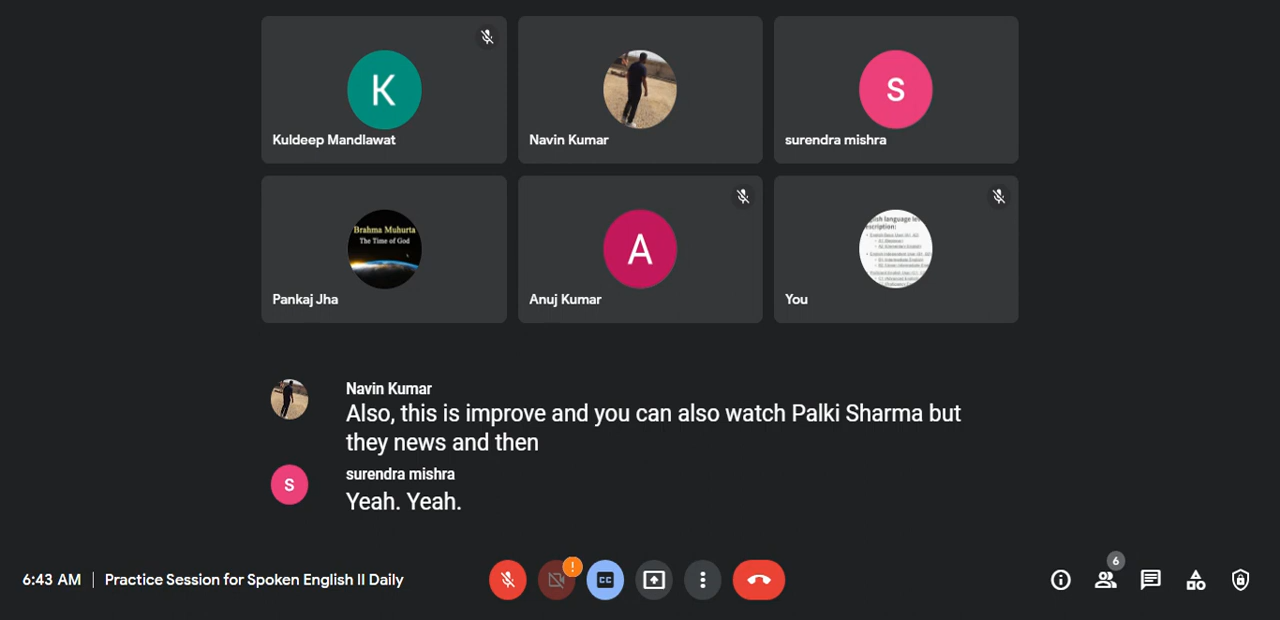 K
Kuldeep Mandlawat
Navin Kumar
S
surendra mishra
Brahma Muhurta
The Time of God
Pankaj Jha
A
Anuj Kumar
You
Navin Kumar
Also, this is improve and you can also watch Palki Sharma but
they news and then
S
surendra mishra
Yeah. Yeah.
6:43 AM | Practice Session for Spoken English II Daily
!
CC
6